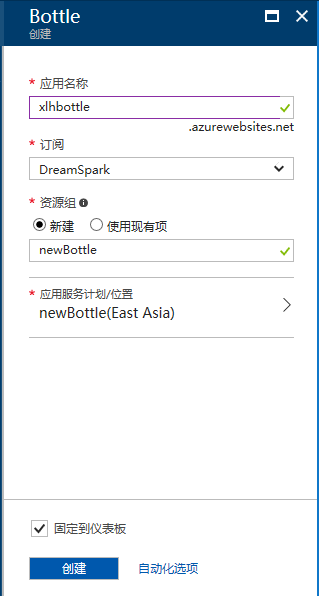 Bottle
创建
* 应用名称
xlhbottle
.azurewebsites.net
* 订阅
DreamSpark
* 资源组
新建 使用现有项
newBottle
* 应用服务计划/位置
newBottle(East Asia)
固定到仪表板
创建 自动化选项